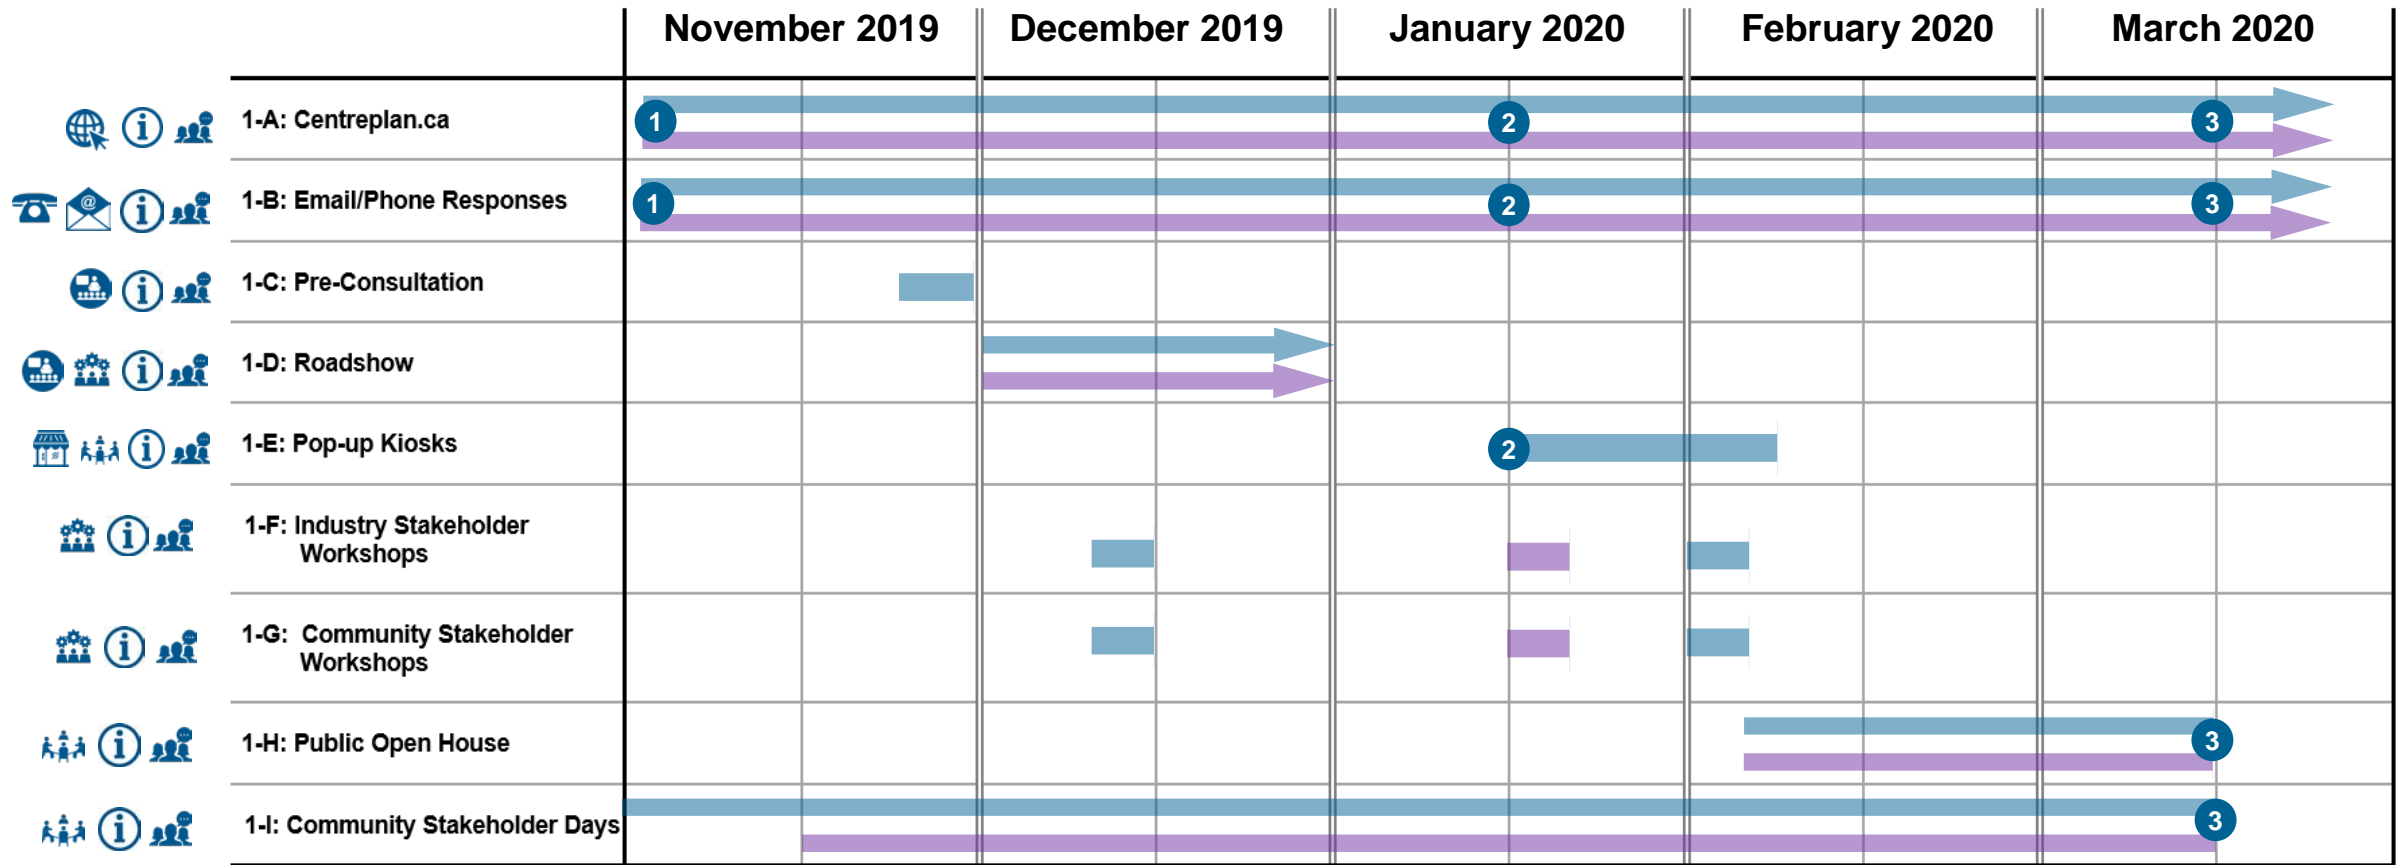 November 2019 December 2019 January 2020 February 2020 March 2020
1-A: Centreplan.ca
1 2 3
1-B: Email/Phone Responses
1 2 3
@
1-C: Pre-Consultation
1-D: Roadshow
1-E: Pop-up Kiosks
2
1-F: Industry Stakeholder
Workshops
1-G: Community Stakeholder
Workshops
1-H: Public Open House
3
1-I: Community Stakeholder Days
3
i
i
i
i
i
i
i
i
i